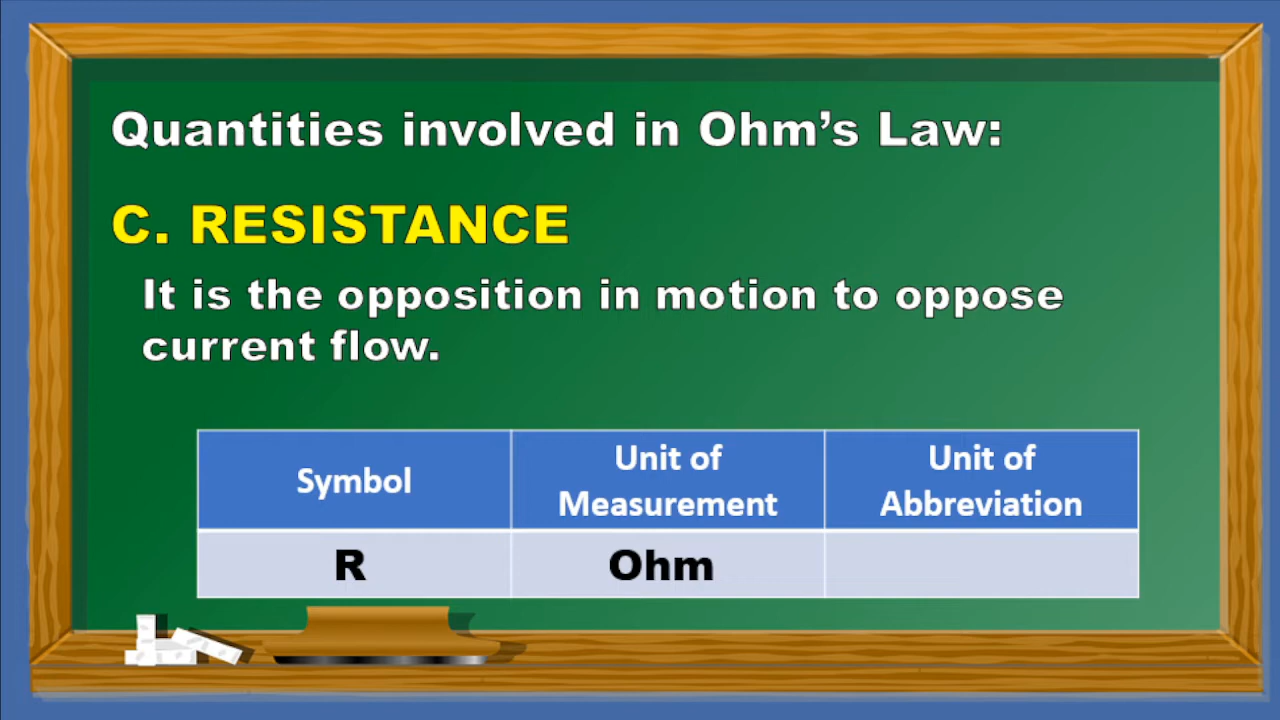 Quantities involved in Ohm’s Law:
C. RESISTANCE
It is the opposition in motion to oppose
current flow.
Symbol
Unit of
Measurement
Unit of
Abbreviation
R
Ohm